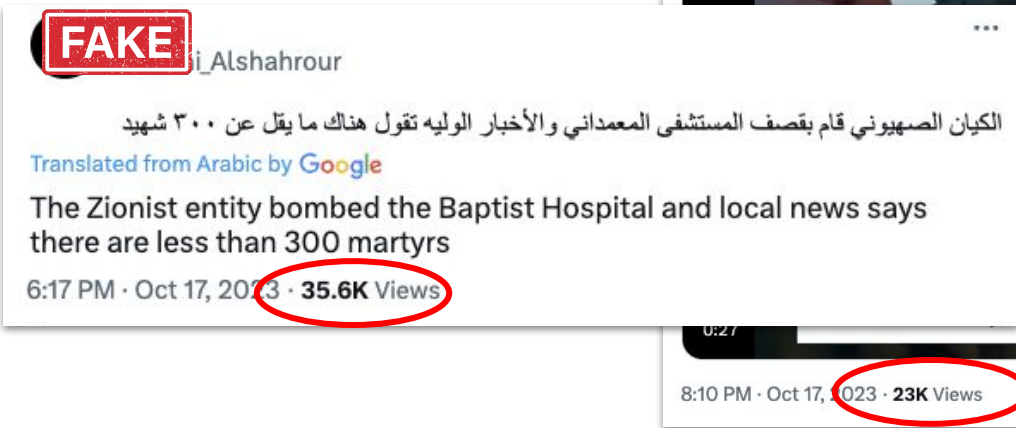 FAKE
i_Alshahrour
الكيان الصهيوني قام بقصف المستشفى المعمداني والأخبار الوليه تقول هناك ما يقل عن ٣٠٠ شهيد
Translated from Arabic by Google
The Zionist entity bombed the Baptist Hospital and local news says
there are less than 300 martyrs
6:17 PM · Oct 17, 2023 · 35.6K Views
0:27
8:10 PM · Oct 17, 2023 · 23K Views